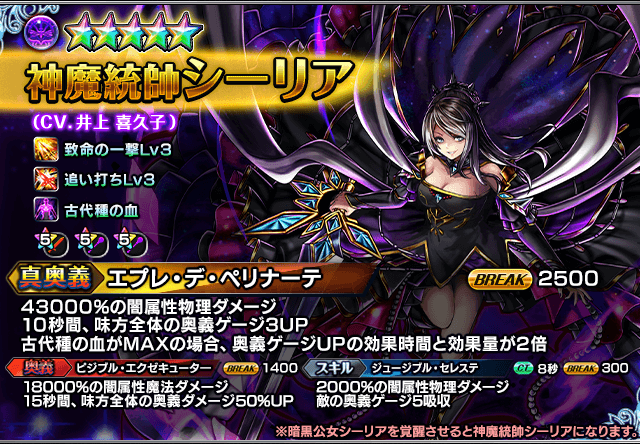 神魔統帥シーリア
(CV.井上 喜久子)
致命の一撃Lv3
追い打ちLv3
古代種の血
5 5 5
真奥義 エプレ・デ・ペリナーテ BREAK 2500
43000%の闇属性物理ダメージ
10秒間、味方全体の奥義ゲージ3UP
古代種の血がMAXの場合、奥義ゲージUPの効果時間と効果量が2倍
奥義 ビジブル・エクゼキューター BREAK 1400
18000%の闇属性魔法ダメージ
15秒間、味方全体の奥義ダメージ50%UP
スキル ジュージブル・セレステ CT 8秒 BREAK 300
2000%の闇属性物理ダメージ
敵の奥義ゲージ5吸収
※暗黒公女シーリアを覚醒させると神魔統帥シーリアになります。